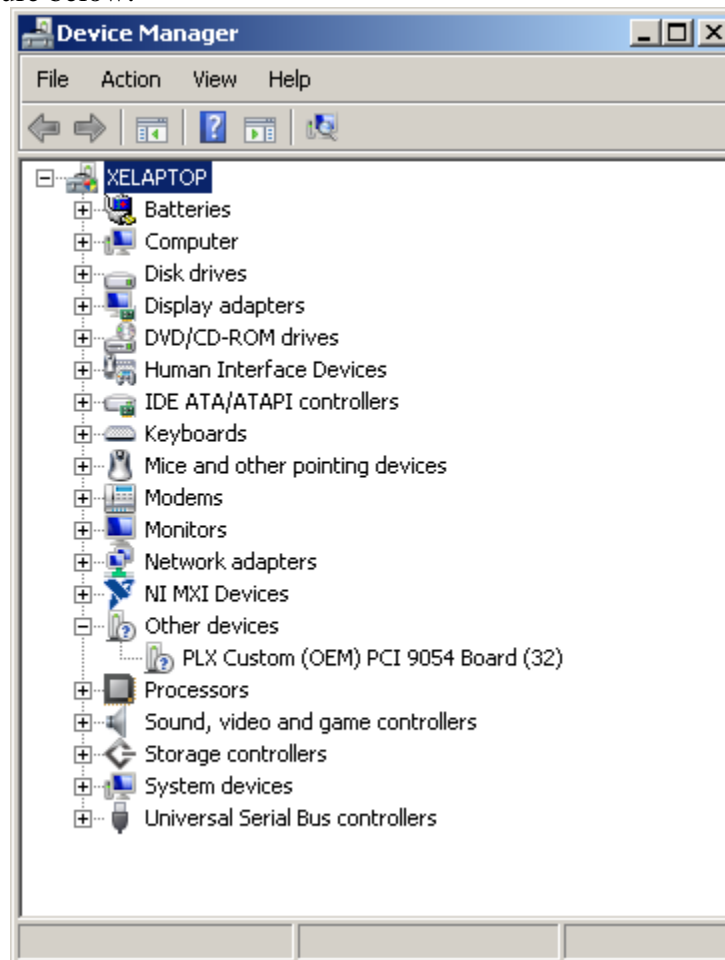 Device Manager
File Action View Help
XELAPTOP
Batteries
Computer
Disk drives
Display adapters
DVD/CD-ROM drives
Human Interface Devices
IDE ATA/ATAPI controllers
Keyboards
Mice and other pointing devices
Modems
Monitors
Network adapters
NI MXI Devices
Other devices
PLX Custom (OEM) PCI 9054 Board (32)
Processors
Sound, video and game controllers
Storage controllers
System devices
Universal Serial Bus controllers